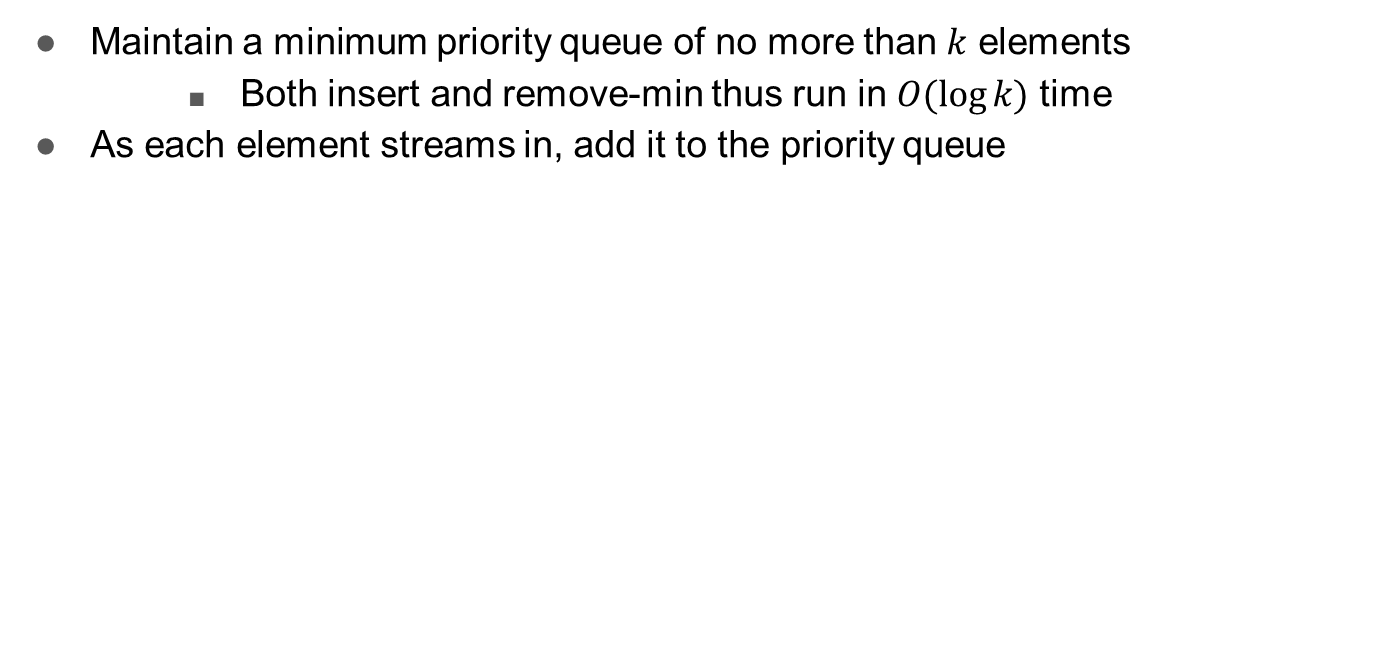 ● Maintain a minimum priority queue of no more than k elements
■ Both insert and remove-min thus run in O(log k) time
● As each element streams in, add it to the priority queue